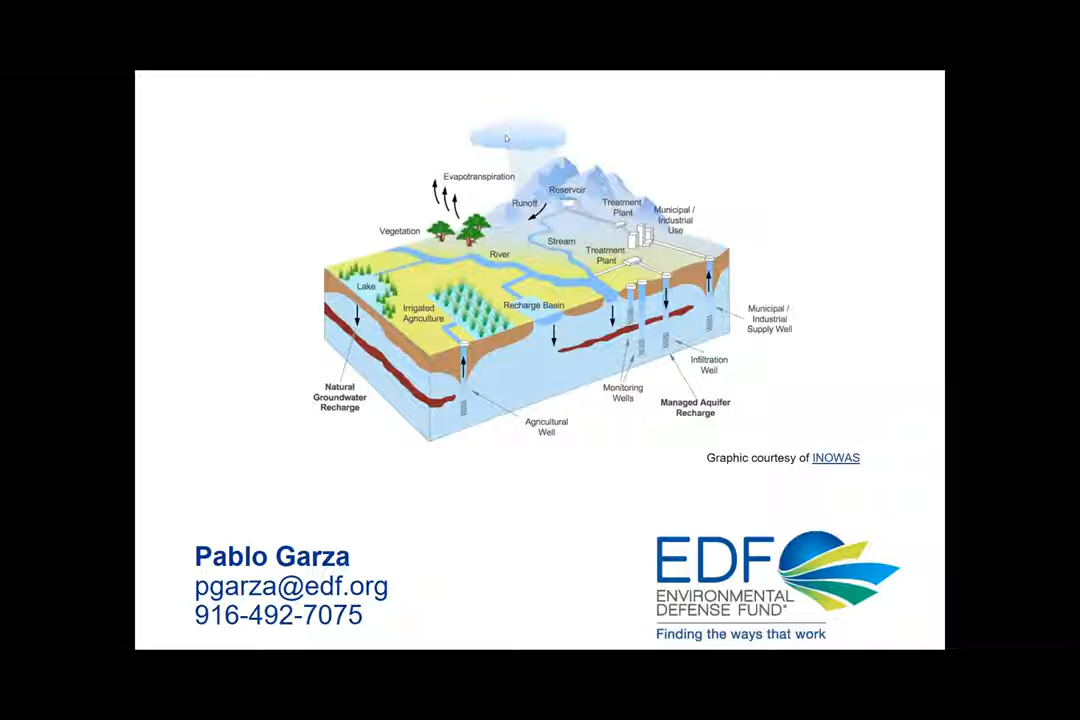 Evapotranspiration
Reservoir
Runoff
Treatment
Plant
Municipal /
Industrial
Use
Vegetation
Stream
River
Treatment
Plant
Lake
Irrigated
Agriculture
Recharge Basin
Municipal /
Industrial
Supply Well
Infiltration
Well
Natural
Groundwater
Recharge
Monitoring
Wells
Managed Aquifer
Recharge
Agricultural
Well
Graphic courtesy of INOWAS
Pablo Garza
pgarza@edf.org
916-492-7075
EDF
ENVIRONMENTAL
DEFENSE FUND®
Finding the ways that work